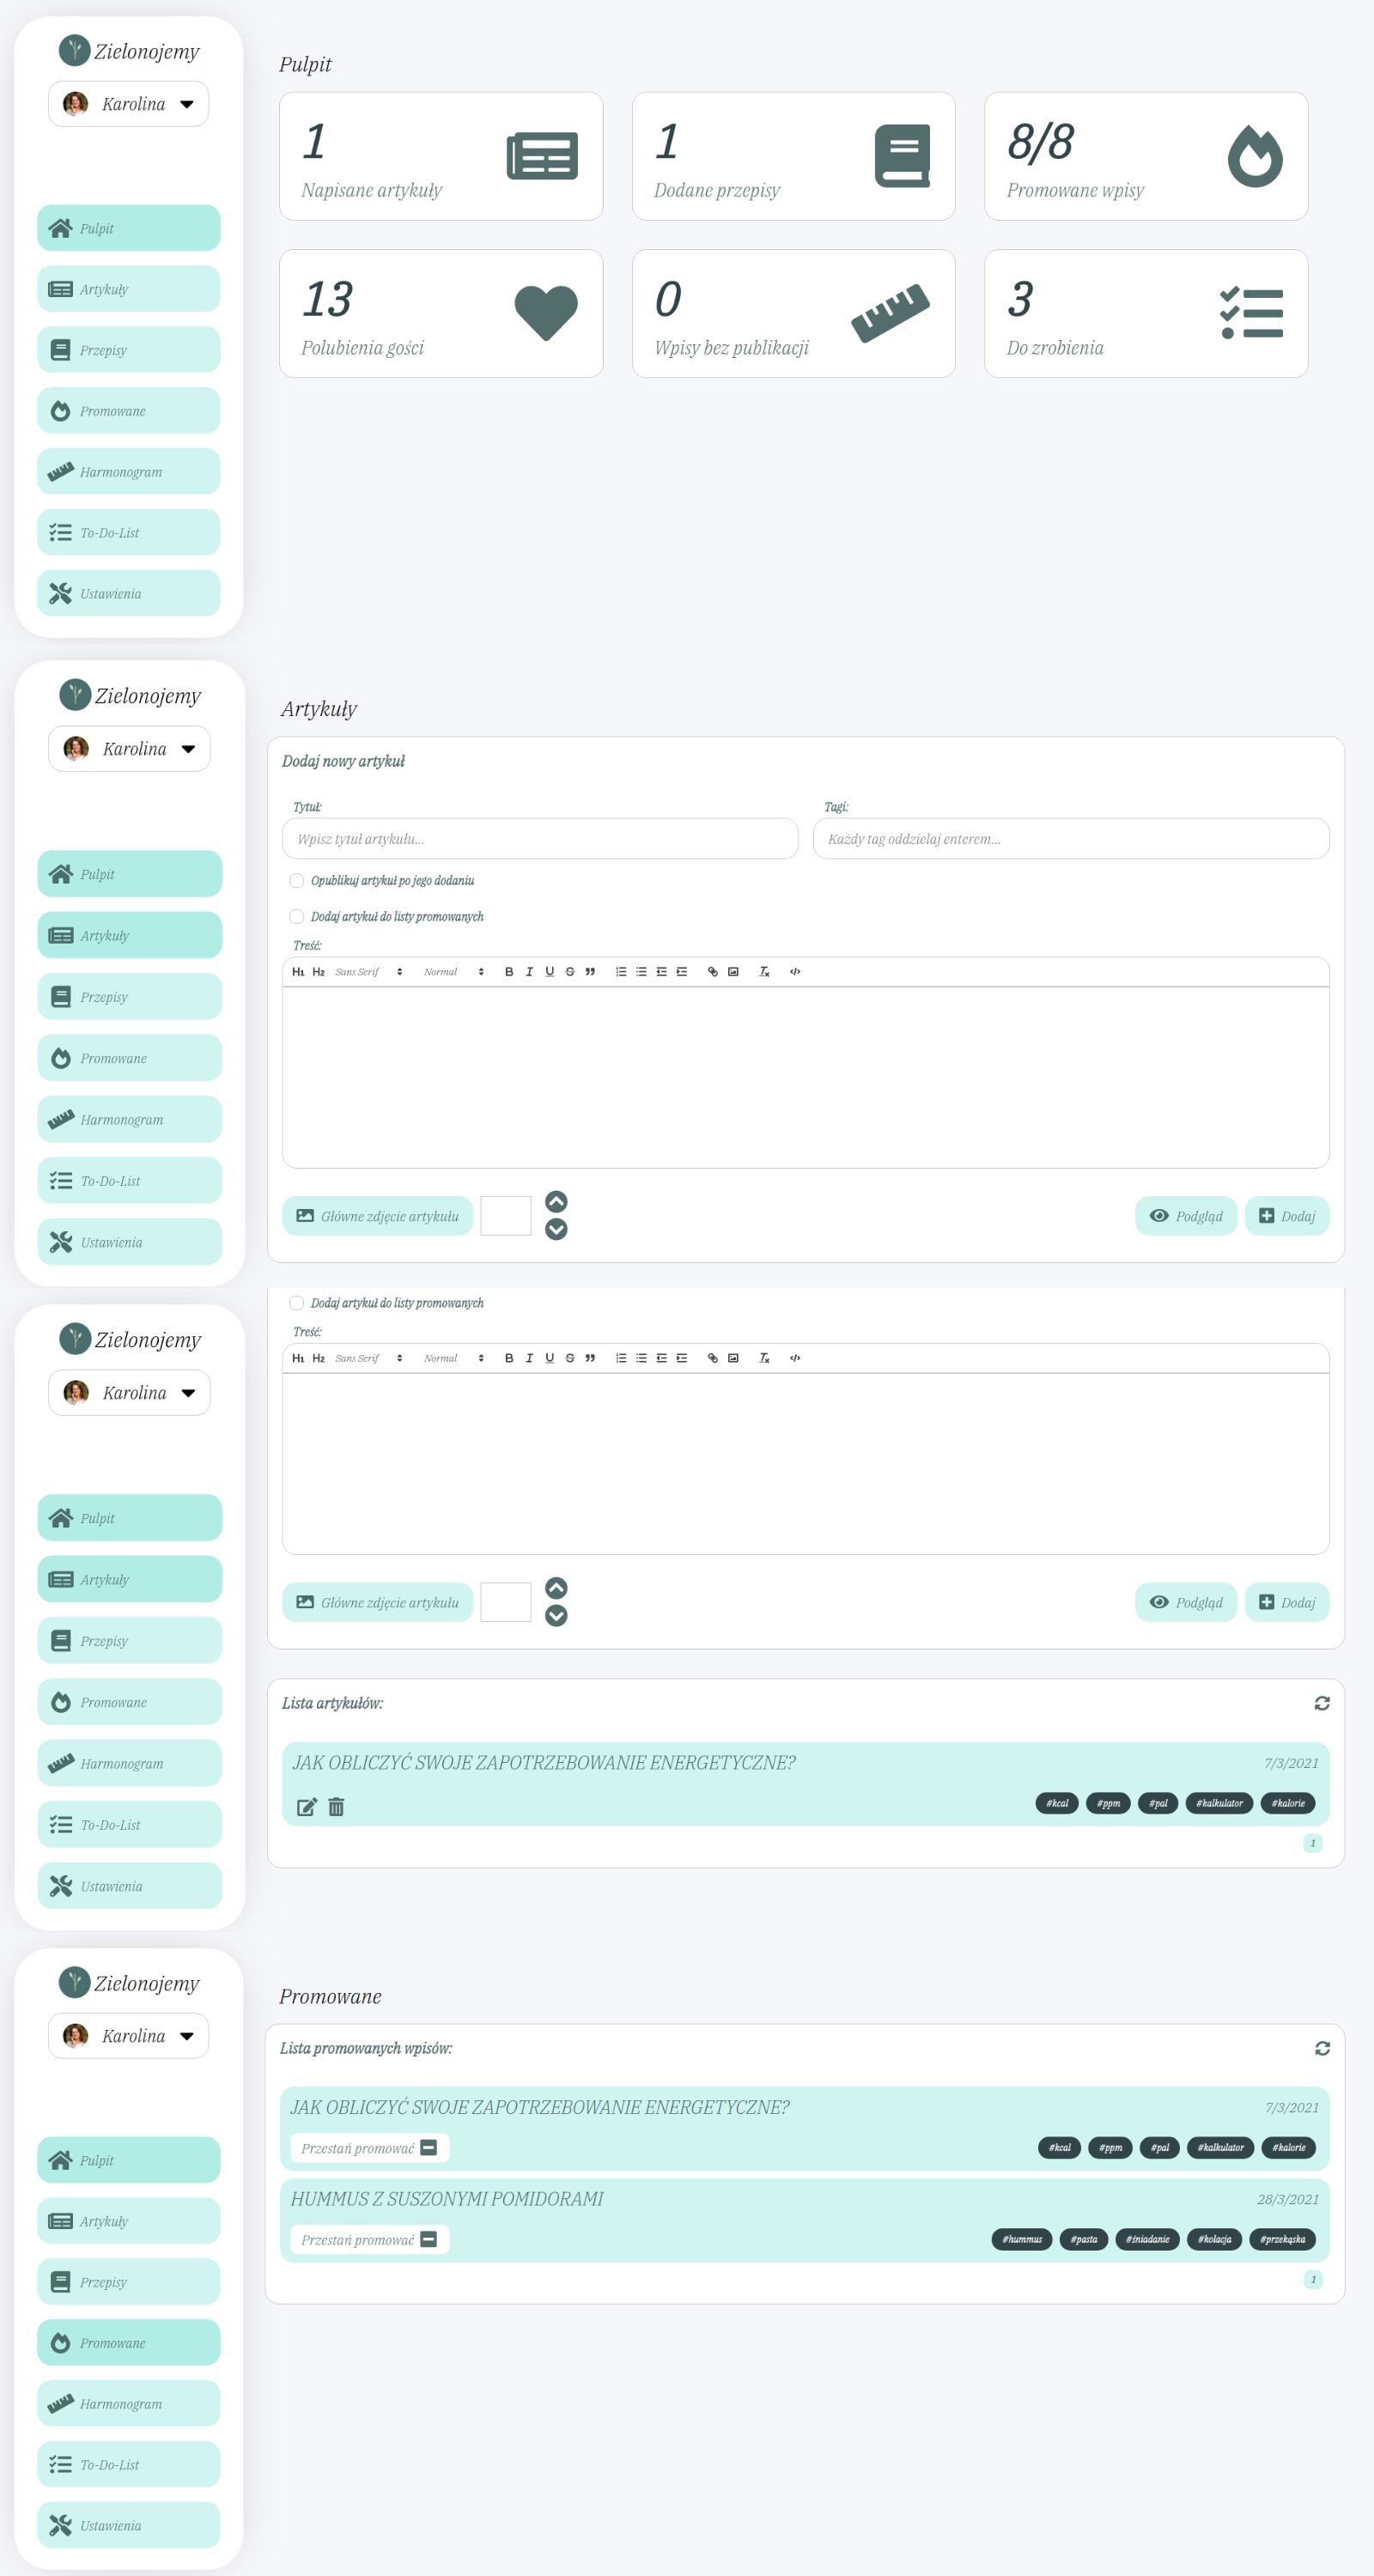 Zielonojemy
Karolina
Pulpit
Artykuły
Przepisy
Promowane
Harmonogram
To-Do-List
Ustawienia
Pulpit
1
Napisane artykuły
1
Dodane przepisy
8/8
Promowane wpisy
13
Polubienia gości
0
Wpisy bez publikacji
3
Do zrobienia
Zielonojemy
Karolina
Pulpit
Artykuły
Przepisy
Promowane
Harmonogram
To-Do-List
Ustawienia
Artykuły
Dodaj nowy artykuł
Tytuł:
Wpisz tytuł artykułu...
Tagi:
Każdy tag oddzielaj enterem...
Opublikuj artykuł po jego dodaniu
Dodaj artykuł do listy promowanych
Treść:
H1 H2 Sans Serif Normal B I U S
Główne zdjęcie artykułu
Podgląd
Dodaj
Zielonojemy
Karolina
Pulpit
Artykuły
Przepisy
Promowane
Harmonogram
To-Do-List
Ustawienia
Dodaj artykuł do listy promowanych
Treść:
H1 H2 Sans Serif Normal B I U S
Główne zdjęcie artykułu
Podgląd
Dodaj
Lista artykułów:
JAK OBLICZYĆ SWOJE ZAPOTRZEBOWANIE ENERGETYCZNE?
7/3/2021
#kcal #ppm #pal #kalkulator #kalorie
1
Zielonojemy
Karolina
Pulpit
Artykuły
Przepisy
Promowane
Harmonogram
To-Do-List
Ustawienia
Promowane
Lista promowanych wpisów:
JAK OBLICZYĆ SWOJE ZAPOTRZEBOWANIE ENERGETYCZNE?
7/3/2021
Przestań promować
#kcal #ppm #pal #kalkulator #kalorie
HUMMUS Z SUSZONYMI POMIDORAMI
28/3/2021
Przestań promować
#hummus #pasta #śniadanie #kolacja #przekąska
1